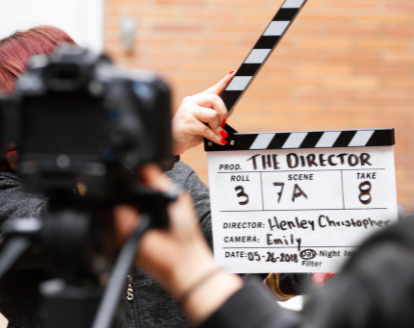 PROD. THE DIRECTOR
ROLL SCENE TAKE
3 7A 8
DIRECTOR: Henley Christopher
CAMERA: Emily
DATE: 05-26-2018 Day-Night
Filter